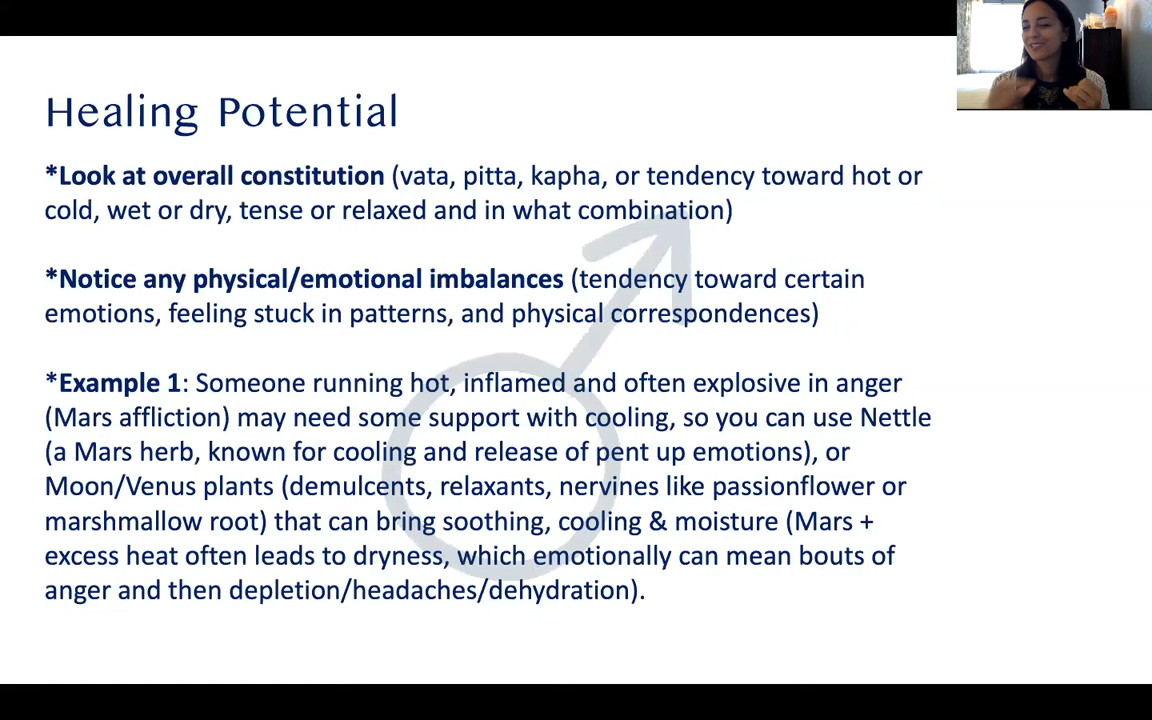 Healing Potential
*Look at overall constitution (vata, pitta, kapha, or tendency toward hot or
cold, wet or dry, tense or relaxed and in what combination)
*Notice any physical/emotional imbalances (tendency toward certain
emotions, feeling stuck in patterns, and physical correspondences)
*Example 1: Someone running hot, inflamed and often explosive in anger
(Mars affliction) may need some support with cooling, so you can use Nettle
(a Mars herb, known for cooling and release of pent up emotions), or
Moon/Venus plants (demulcents, relaxants, nervines like passionflower or
marshmallow root) that can bring soothing, cooling & moisture (Mars +
excess heat often leads to dryness, which emotionally can mean bouts of
anger and then depletion/headaches/dehydration).